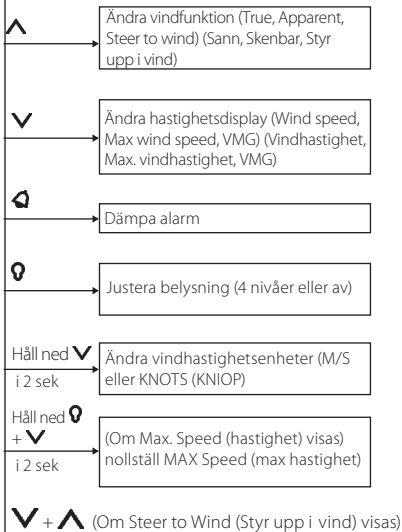 Ändra vindfunktion (True, Apparent,
Steer to wind) (Sann, Skenbar, Styr
upp i vind)
Ändra hastighetsdisplay (Wind speed,
Max wind speed, VMG) (Vindhastighet,
Max. vindhastighet, VMG)
Dämpa alarm
Justera belysning (4 nivåer eller av)
Håll ned
i 2 sek
Ändra vindhastighetsenheter (M/S
eller KNOTS (KNIOP)
Håll ned
+
i 2 sek
(Om Max. Speed (hastighet) visas)
nollställ MAX Speed (max hastighet)
+ (Om Steer to Wind (Styr upp i vind) visas)